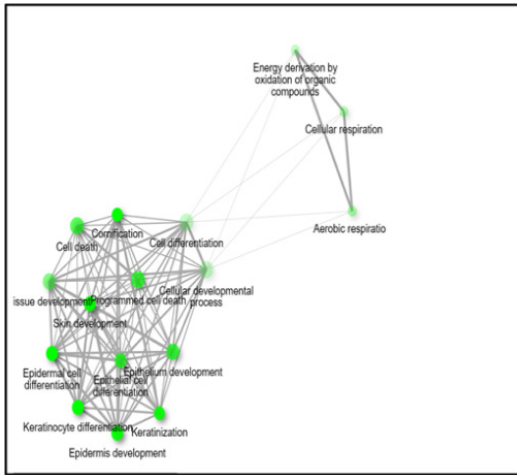 Energy derivation by
oxidation of organic
compounds
Cellular respiration
Aerobic respiratio
Cornification
Cell death
Cell differentiation
Cellular developmental
process
issue development
Programmed cell death
Skin development
Epidermal cell
differentiation
Epithelial cell
differentiation
Epithelium development
Keratinocyte differentiation
Keratinization
Epidermis development